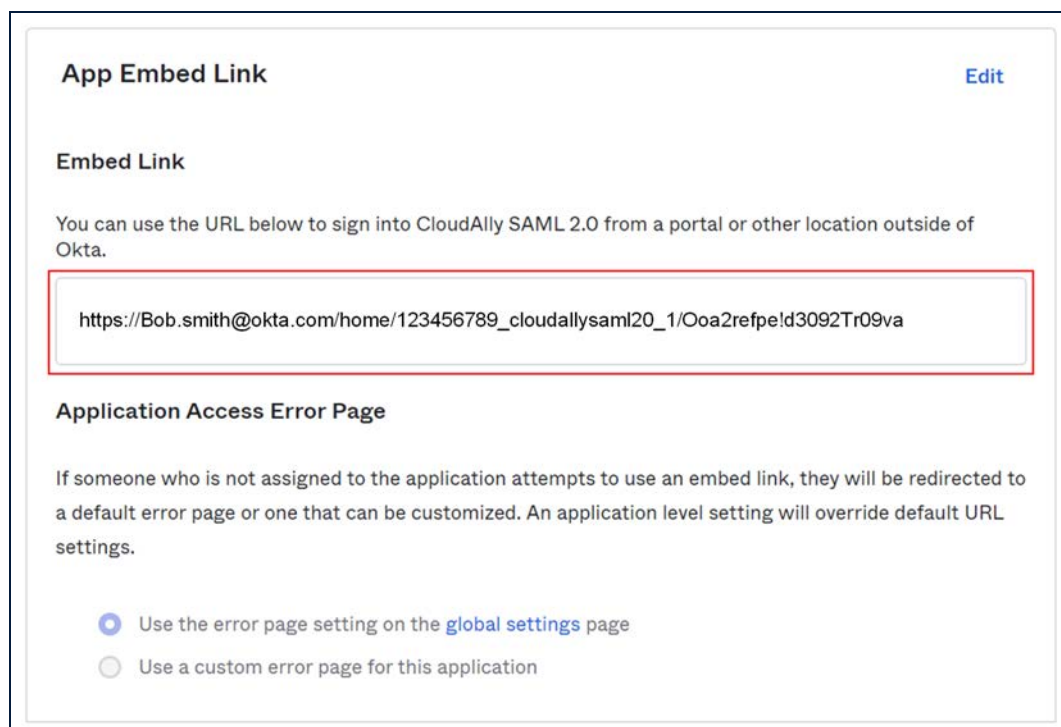 App Embed Link
Edit
Embed Link
You can use the URL below to sign into CloudAlly SAML 2.0 from a portal or other location outside of
Okta.
https://Bob.smith@okta.com/home/123456789_cloudallysaml20_1/Ooa2refpe!d3092Tr09va
Application Access Error Page
If someone who is not assigned to the application attempts to use an embed link, they will be redirected to
a default error page or one that can be customized. An application level setting will override default URL
settings.
Use the error page setting on the global settings page
Use a custom error page for this application